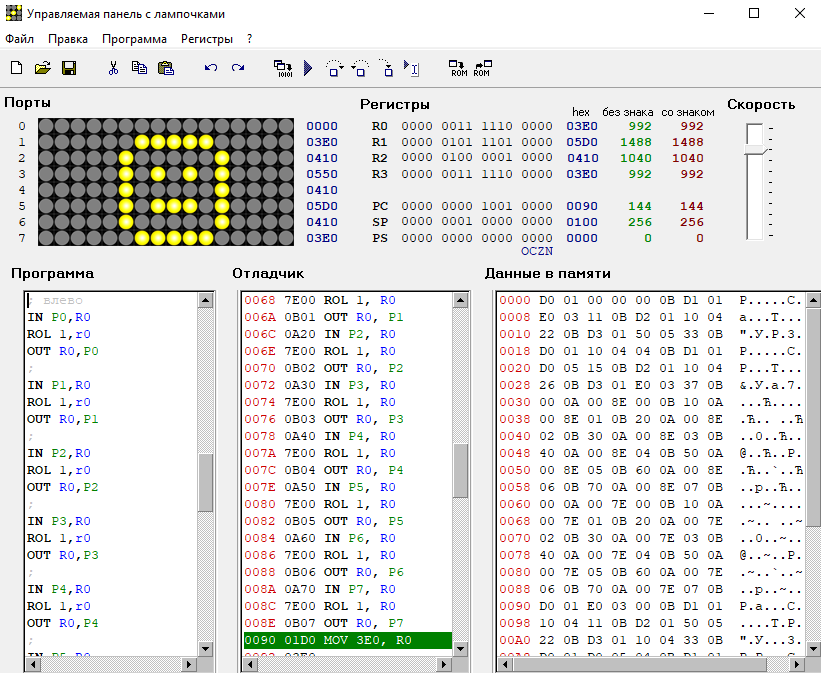 Управляемая панель с лампочками
Файл Правка Программа Регистры ?
10101 ROM ROM
Порты
0 0000
1 03E0
2 0410
3 0550
4 0410
5 05D0
6 0410
7 03E0
Регистры
hex без знака со знаком
R0 0000 0011 1110 0000 03E0 992 992
R1 0000 0101 1101 0000 05D0 1488 1488
R2 0000 0100 0001 0000 0410 1040 1040
R3 0000 0011 1110 0000 03E0 992 992
PC 0000 0000 1001 0000 0090 144 144
SP 0000 0001 0000 0000 0100 256 256
PS 0000 0000 0000 0000 0000 0 0
OCZN
Скорость
Программа
; влево
IN P0,R0
ROL 1,r0
OUT R0,P0
;
IN P1,R0
ROL 1,r0
OUT R0,P1
;
IN P2,R0
ROL 1,r0
OUT R0,P2
;
IN P3,R0
ROL 1,r0
OUT R0,P3
;
IN P4,R0
ROL 1,r0
OUT R0,P4
;
IN P5,R0
Отладчик
0068 7E00 ROL 1, R0
006A 0B01 OUT R0, P1
006C 0A20 IN P2, R0
006E 7E00 ROL 1, R0
0070 0B02 OUT R0, P2
0072 0A30 IN P3, R0
0074 7E00 ROL 1, R0
0076 0B03 OUT R0, P3
0078 0A40 IN P4, R0
007A 7E00 ROL 1, R0
007C 0B04 OUT R0, P4
007E 0A50 IN P5, R0
0080 7E00 ROL 1, R0
0082 0B05 OUT R0, P5
0084 0A60 IN P6, R0
0086 7E00 ROL 1, R0
0088 0B06 OUT R0, P6
008A 0A70 IN P7, R0
008C 7E00 ROL 1, R0
008E 0B07 OUT R0, P7
0090 01D0 MOV 3E0, R0
0092 03E0
Данные в памяти
0000 D0 01 00 00 00 0B D1 01 Р.....С.
0008 E0 03 11 0B D2 01 10 04 а...Т...
0010 22 0B D3 01 50 05 33 0B ".У.P.3.
0018 D0 01 10 04 04 0B D1 01 Р.....С.
0020 D0 05 15 0B D2 01 10 04 Р...Т...
0028 26 0B D3 01 E0 03 37 0B &.У.а.7.
0030 00 0A 00 8E 00 0B 10 0A ...Ћ....
0038 00 8E 01 0B 20 0A 00 8E .Ћ.. ..Ћ
0040 02 0B 30 0A 00 8E 03 0B ..0..Ћ..
0048 40 0A 00 8E 04 0B 50 0A @..Ћ..P.
0050 00 8E 05 0B 60 0A 00 8E .Ћ..`..Ћ
0058 06 0B 70 0A 00 8E 07 0B ..p..Ћ..
0060 00 0A 00 7E 00 0B 10 0A ...~....
0068 00 7E 01 0B 20 0A 00 7E .~.. ..~
0070 02 0B 30 0A 00 7E 03 0B ..0..~..
0078 40 0A 00 7E 04 0B 50 0A @..~..P.
0080 00 7E 05 0B 60 0A 00 7E .~..`..~
0088 06 0B 70 0A 00 7E 07 0B ..p..~..
0090 D0 01 E0 03 00 0B D1 01 Р.а...С.
0098 10 04 11 0B D2 01 50 05 ....Т.P.
00A0 22 0B D3 01 10 04 33 0B ".У...3.